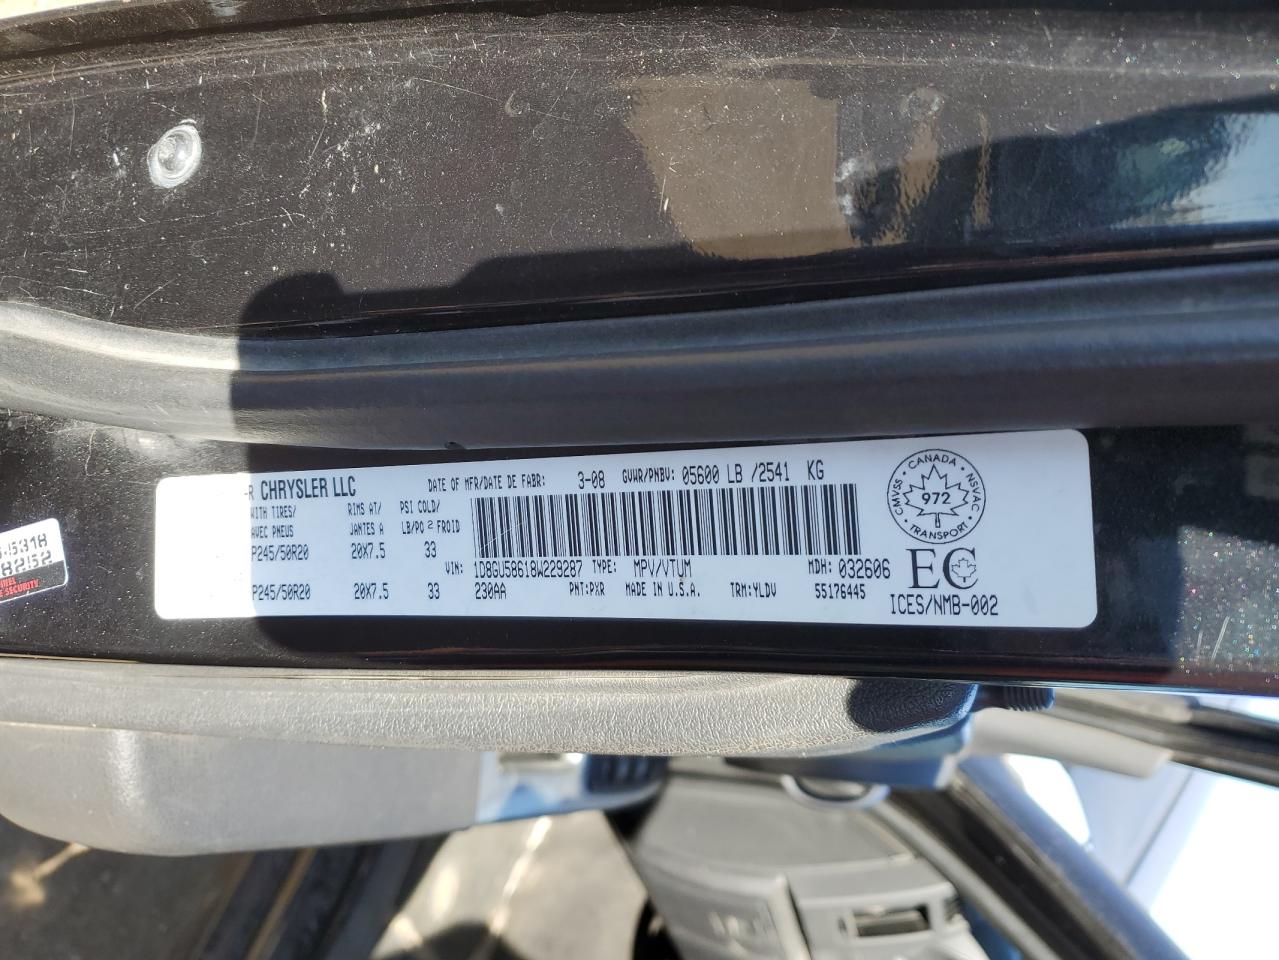 CHRYSLER LLC DATE OF MFR/DATE DE FABR: 3-08 GVWR/PNBV: 05600 LB /2541 KG
WITH TIRES/ RIMS AT/ PSI COLD/
AVEC PNEUS JANTES A LB/PO² FROID
P245/50R20 20X7.5 33
VIN: 1D8GU58618W229287 TYPE: MPV/VTUM MDH: 032606
P245/50R20 20X7.5 33 230AA PNT:PXR MADE IN U.S.A. TRM:YLDV 55176445
CANADA
CMVSS NSVAC
972
TRANSPORT
EC
ICES/NMB-002
8252
SECURITY